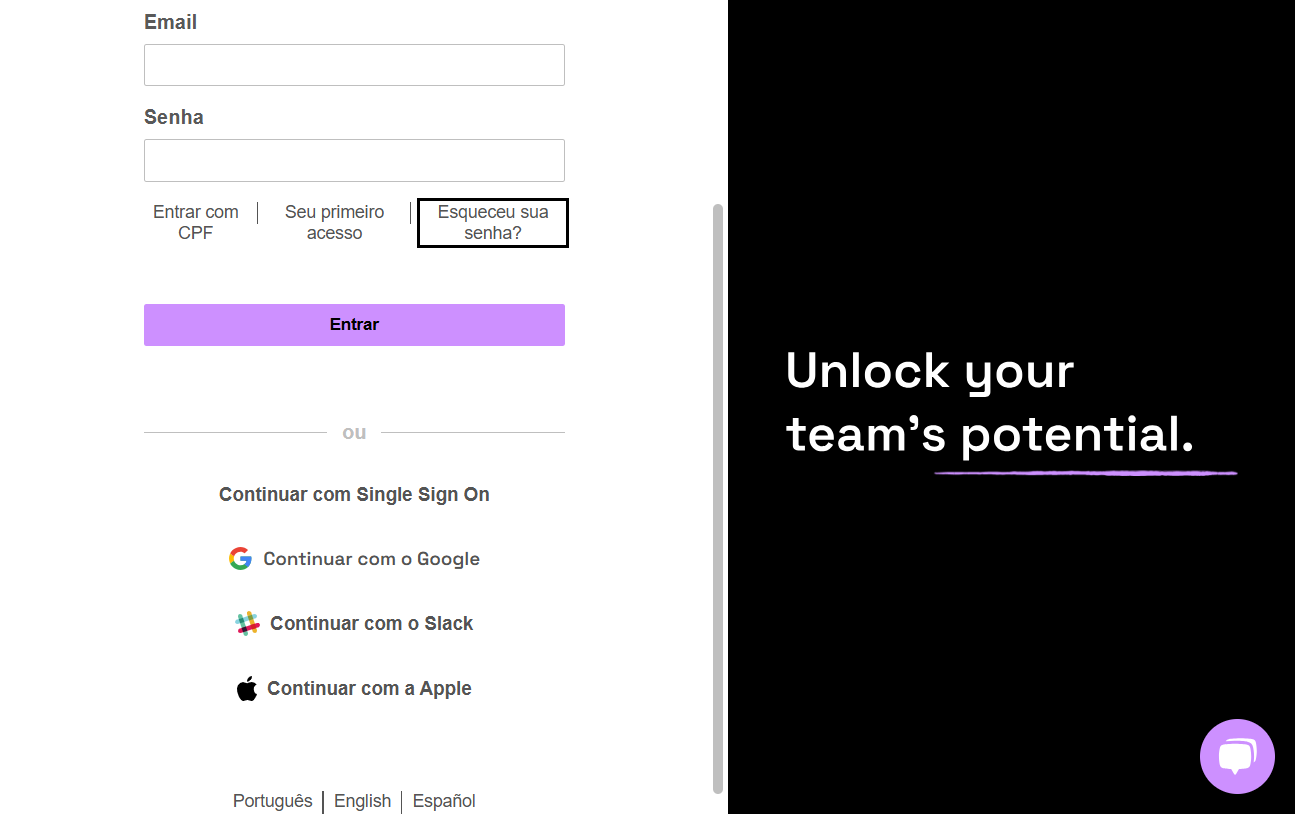 Email
Senha
Entrar com
CPF
Seu primeiro
acesso
Esqueceu sua
senha?
Entrar
ou
Continuar com Single Sign On
Continuar com o Google
Continuar com o Slack
Continuar com a Apple
Português
English
Español
Unlock your
team’s potential.